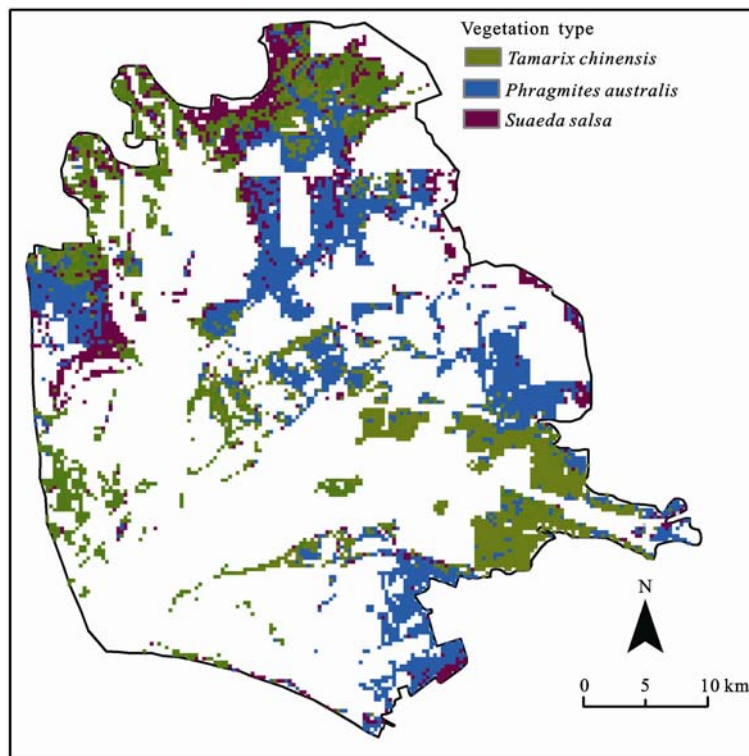 Vegetation type
Tamarix chinensis
Phragmites australis
Suaeda salsa
N
0 5 10 km